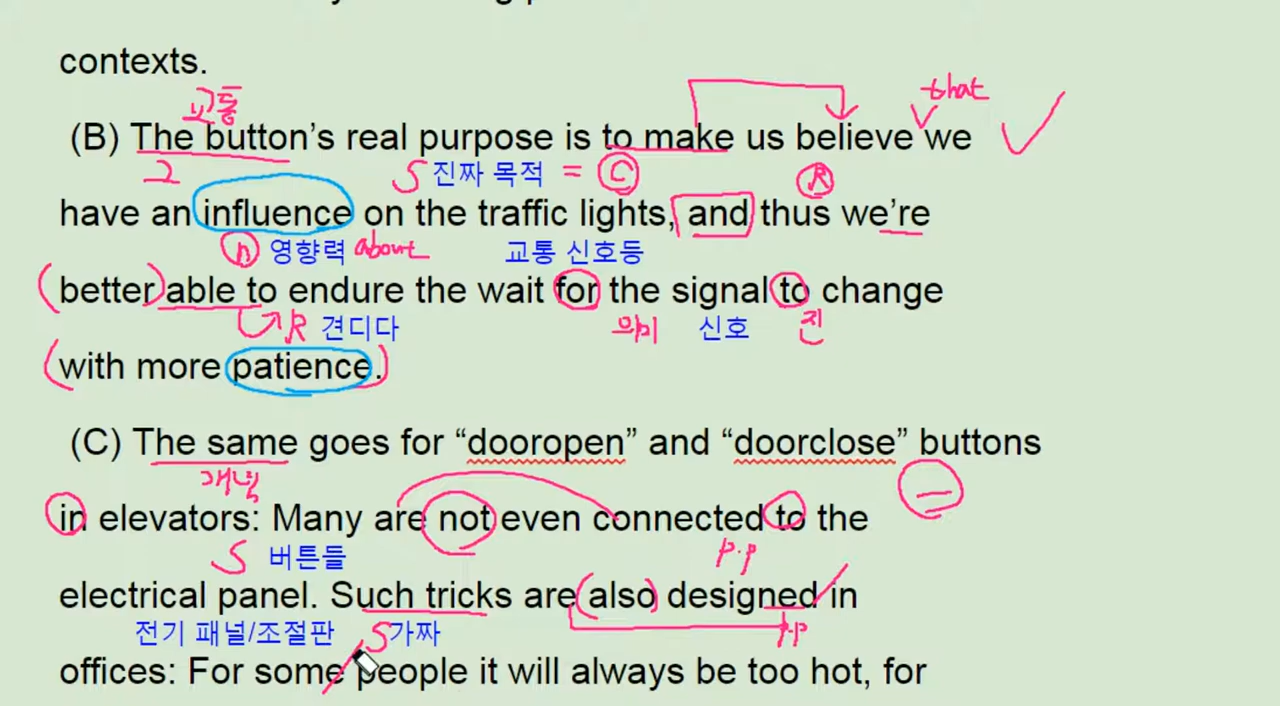 contexts.
교통
that
(B) The button's real purpose is to make us believe we
그 S 진짜 목적 = C R
have an influence on the traffic lights, and thus we're
n 영향력 about 교통 신호등
(better) able to endure the wait for the signal to change
R 견디다 의미 신호 진
(with more patience.)
(C) The same goes for “dooropen” and “doorclose” buttons
개념
in elevators: Many are not even connected to the
S 버튼들 p.p
electrical panel. Such tricks are (also) designed in
전기 패널/조절판 S 가짜 p.p
offices: For some people it will always be too hot, for